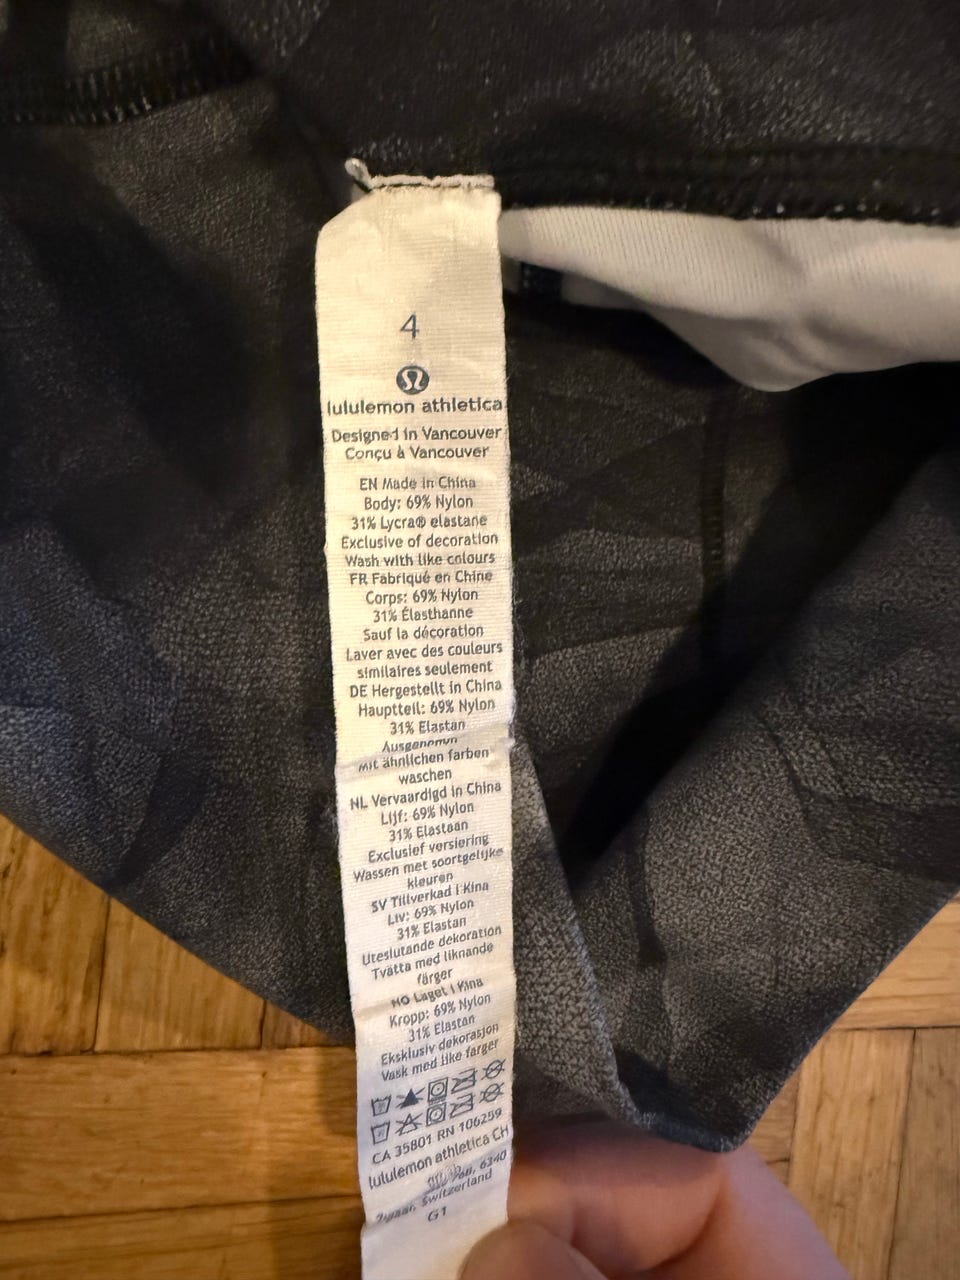 4
lululemon athletica
Designed in Vancouver
Conçu à Vancouver
EN Made in China
Body: 69% Nylon
31% Lycra® elastane
Exclusive of decoration
Wash with like colours
FR Fabriqué en Chine
Corps: 69% Nylon
31% Élasthanne
Sauf la décoration
Laver avec des couleurs
similaires seulement
DE Hergestellt in China
Hauptteil: 69% Nylon
31% Elastan
mit ähnlichen farben
waschen
NL Vervaardigd in China
Lijf: 69% Nylon
31% Elastaan
Exclusief versiering
Wassen met soortgelijke
kleuren
SV Tillverkad i Kina
Liv: 69% Nylon
31% Elastan
Uteslutande dekoration
Tvätta med liknande
färger
NO Laget i Kina
Kropp: 69% Nylon
31% Elastan
Eksklusiv dekorasjon
Vask med like farger
CA 35801 RN 106259
lululemon athletica CH
6340
Switzerland
G1